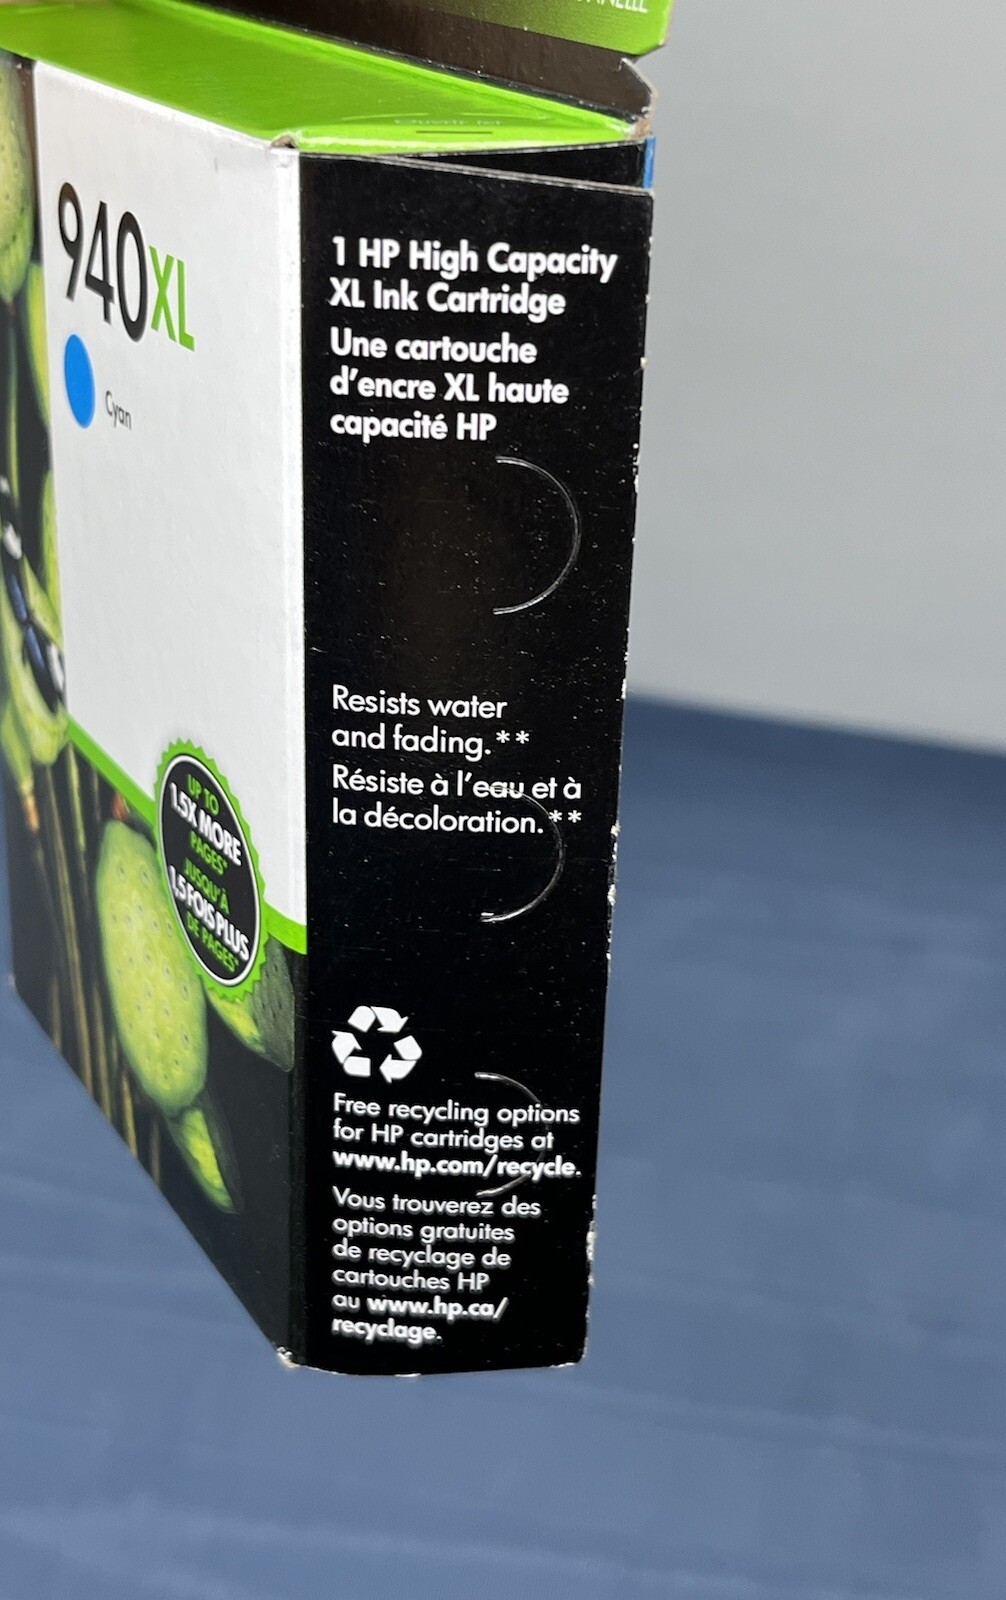 940XL
Cyan
UP TO
1.5X MORE
PAGES*
JUSQU'À
1,5 FOIS PLUS
DE PAGES*
1 HP High Capacity
XL Ink Cartridge
Une cartouche
d'encre XL haute
capacité HP
Resists water
and fading.**
Résiste à l'eau et à
la décoloration.**
Free recycling options
for HP cartridges at
www.hp.com/recycle.
Vous trouverez des
options gratuites
de recyclage de
cartouches HP
au www.hp.ca/
recyclage.